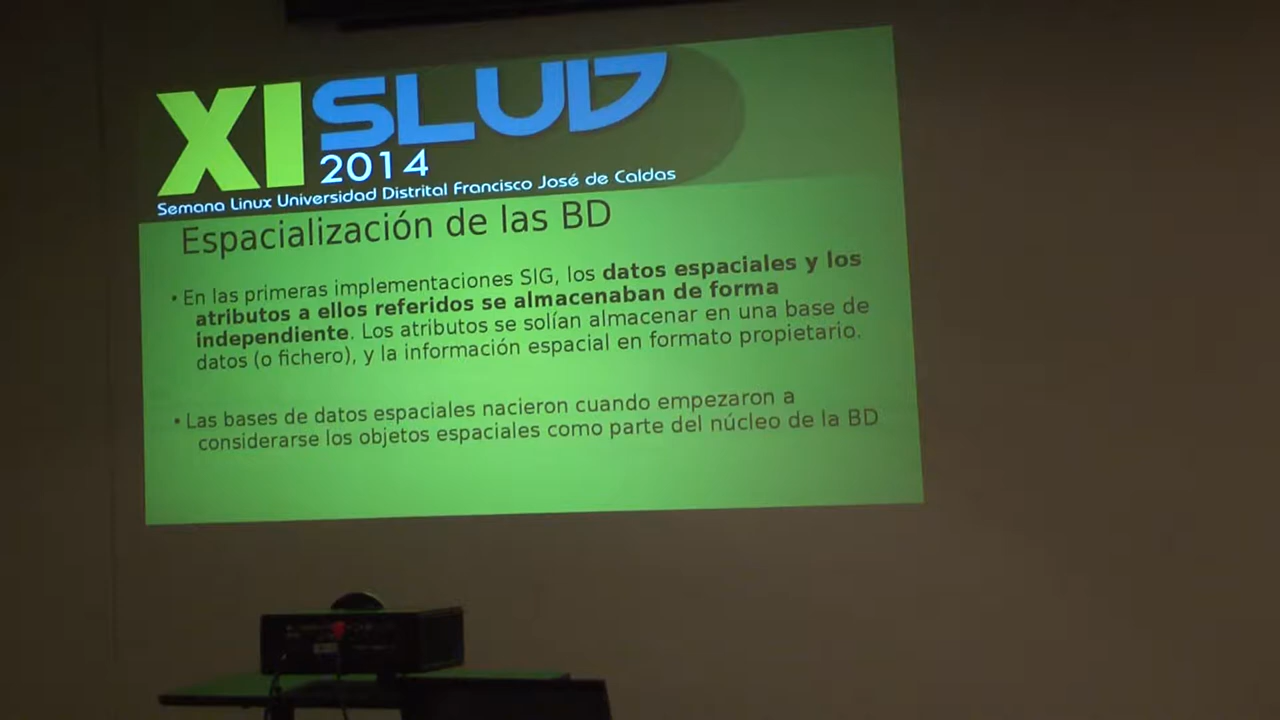 XI SLUD
2014
Semana Linux Universidad Distrital Francisco José de Caldas
Espacialización de las BD
• En las primeras implementaciones SIG, los datos espaciales y los
atributos a ellos referidos se almacenaban de forma
independiente. Los atributos se solían almacenar en una base de
datos (o fichero), y la información espacial en formato propietario.
• Las bases de datos espaciales nacieron cuando empezaron a
considerarse los objetos espaciales como parte del núcleo de la BD